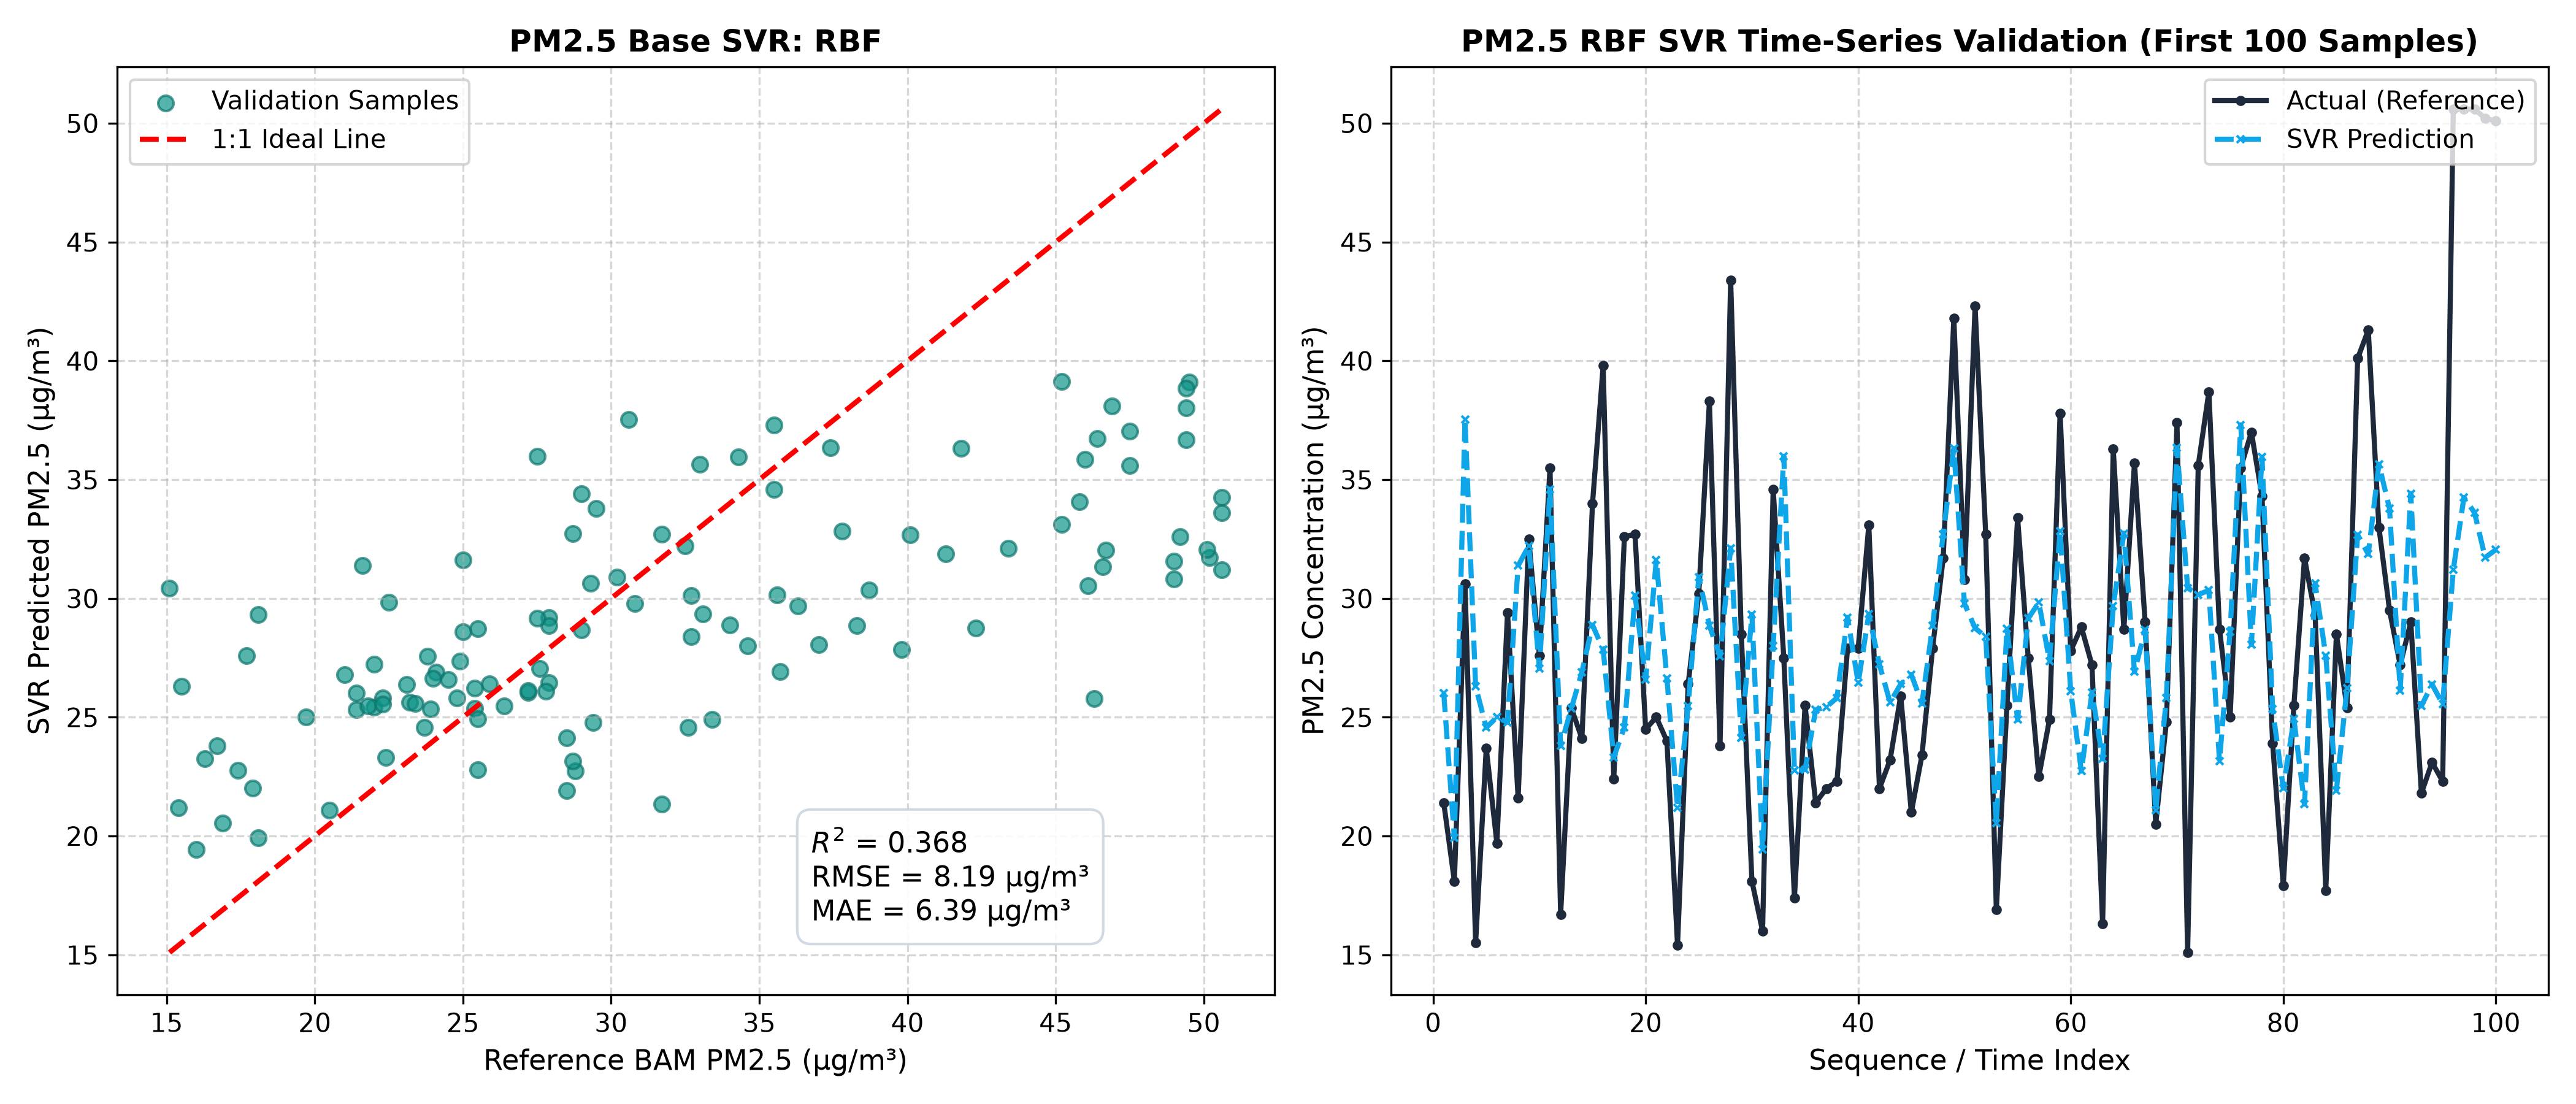 PM2.5 Base SVR: RBF
Validation Samples
1:1 Ideal Line
50
45
40
35
30
25
20
15
SVR Predicted PM2.5 (µg/m³)
R² = 0.368
RMSE = 8.19 µg/m³
MAE = 6.39 µg/m³
15 20 25 30 35 40 45 50
Reference BAM PM2.5 (µg/m³)
PM2.5 RBF SVR Time-Series Validation (First 100 Samples)
Actual (Reference)
SVR Prediction
50
45
40
35
30
25
20
15
PM2.5 Concentration (µg/m³)
0 20 40 60 80 100
Sequence / Time Index